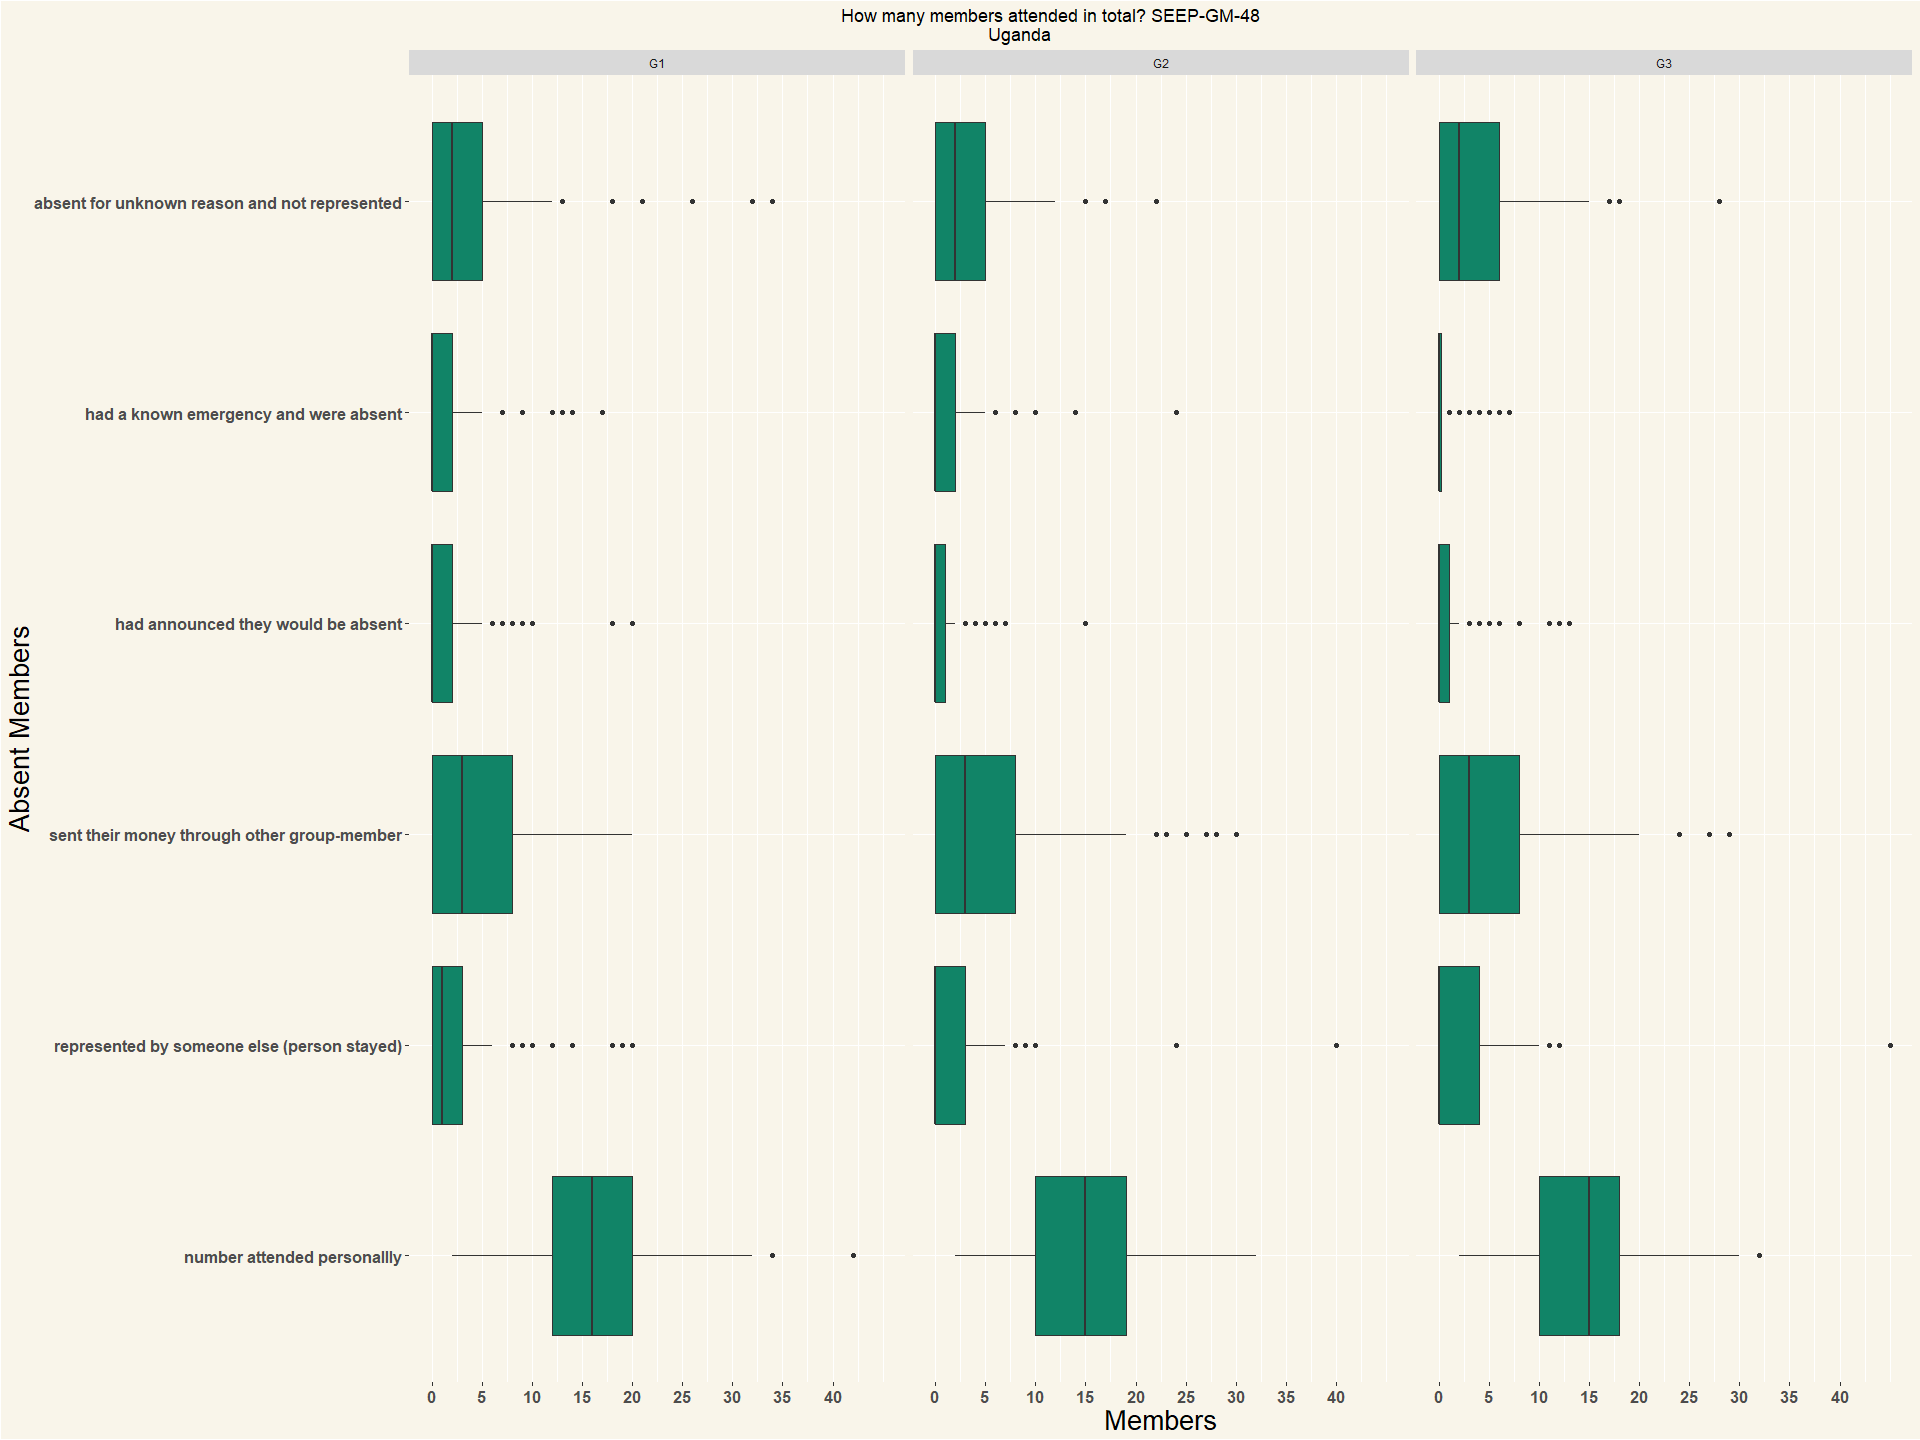 How many members attended in total? SEEP-GM-48
Uganda
G1
G2
G3
absent for unknown reason and not represented
had a known emergency and were absent
had announced they would be absent
sent their money through other group-member
represented by someone else (person stayed)
number attended personallly
Absent Members
0 5 10 15 20 25 30 35 40
0 5 10 15 20 25 30 35 40
0 5 10 15 20 25 30 35 40
Members